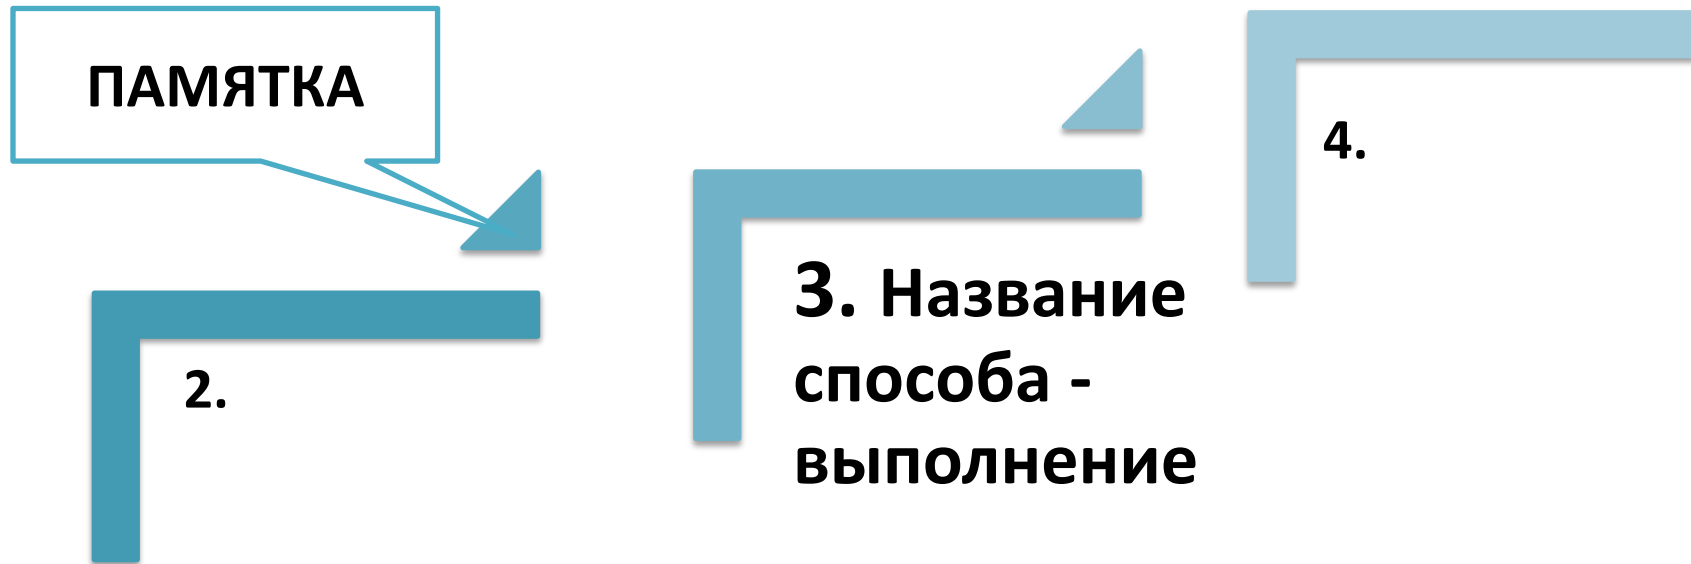 ПАМЯТКА
2.
3. Название
способа -
выполнение
4.